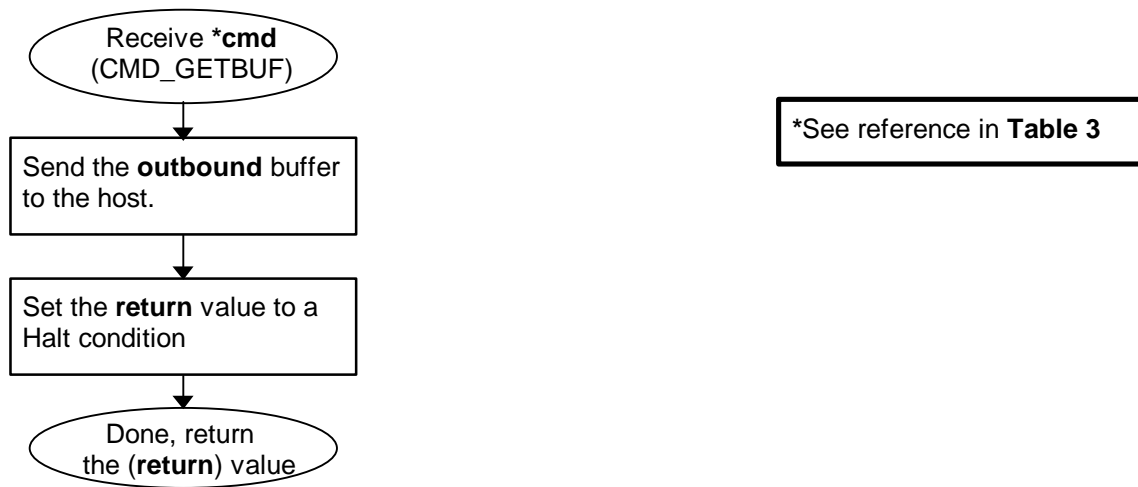 Receive *cmd
(CMD_GETBUF)
*See reference in Table 3
Send the outbound buffer
to the host.
Set the return value to a
Halt condition
Done, return
the (return) value